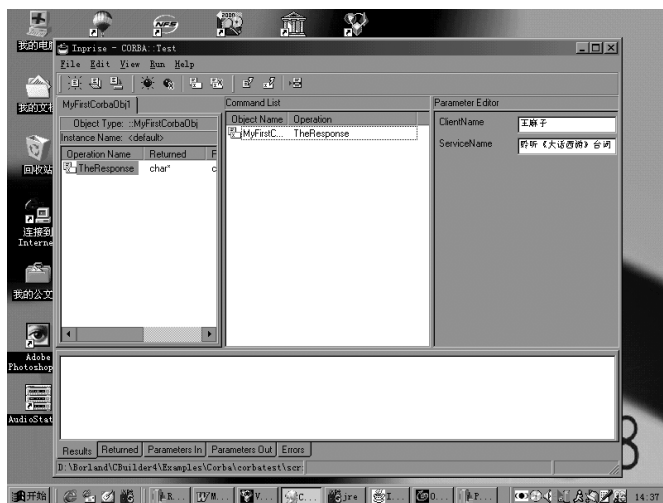 我的电脑
Inprise - CORBA::Test
File Edit View Run Help
MyFirstCorbaObj1
Command List
Parameter Editor
Object Type: ::MyFirstCorbaObj
Instance Name: <default>
Object Name Operation
ClientName 王麻子
MyFirstC... TheResponse
ServiceName 聆听《大话西游》台词
Operation Name Returned F
TheResponse char* c
我的文档
回收站
连接到
Interne
我的公文
Adobe
Photoshop
AudioStat
NFS
2000
Results Returned Parameters In Parameters Out Errors
D:\Borland\CBuilder4\Examples\Corba\corbatest\scr
开始 R... M... V... C... jre I... O... P... 14:37